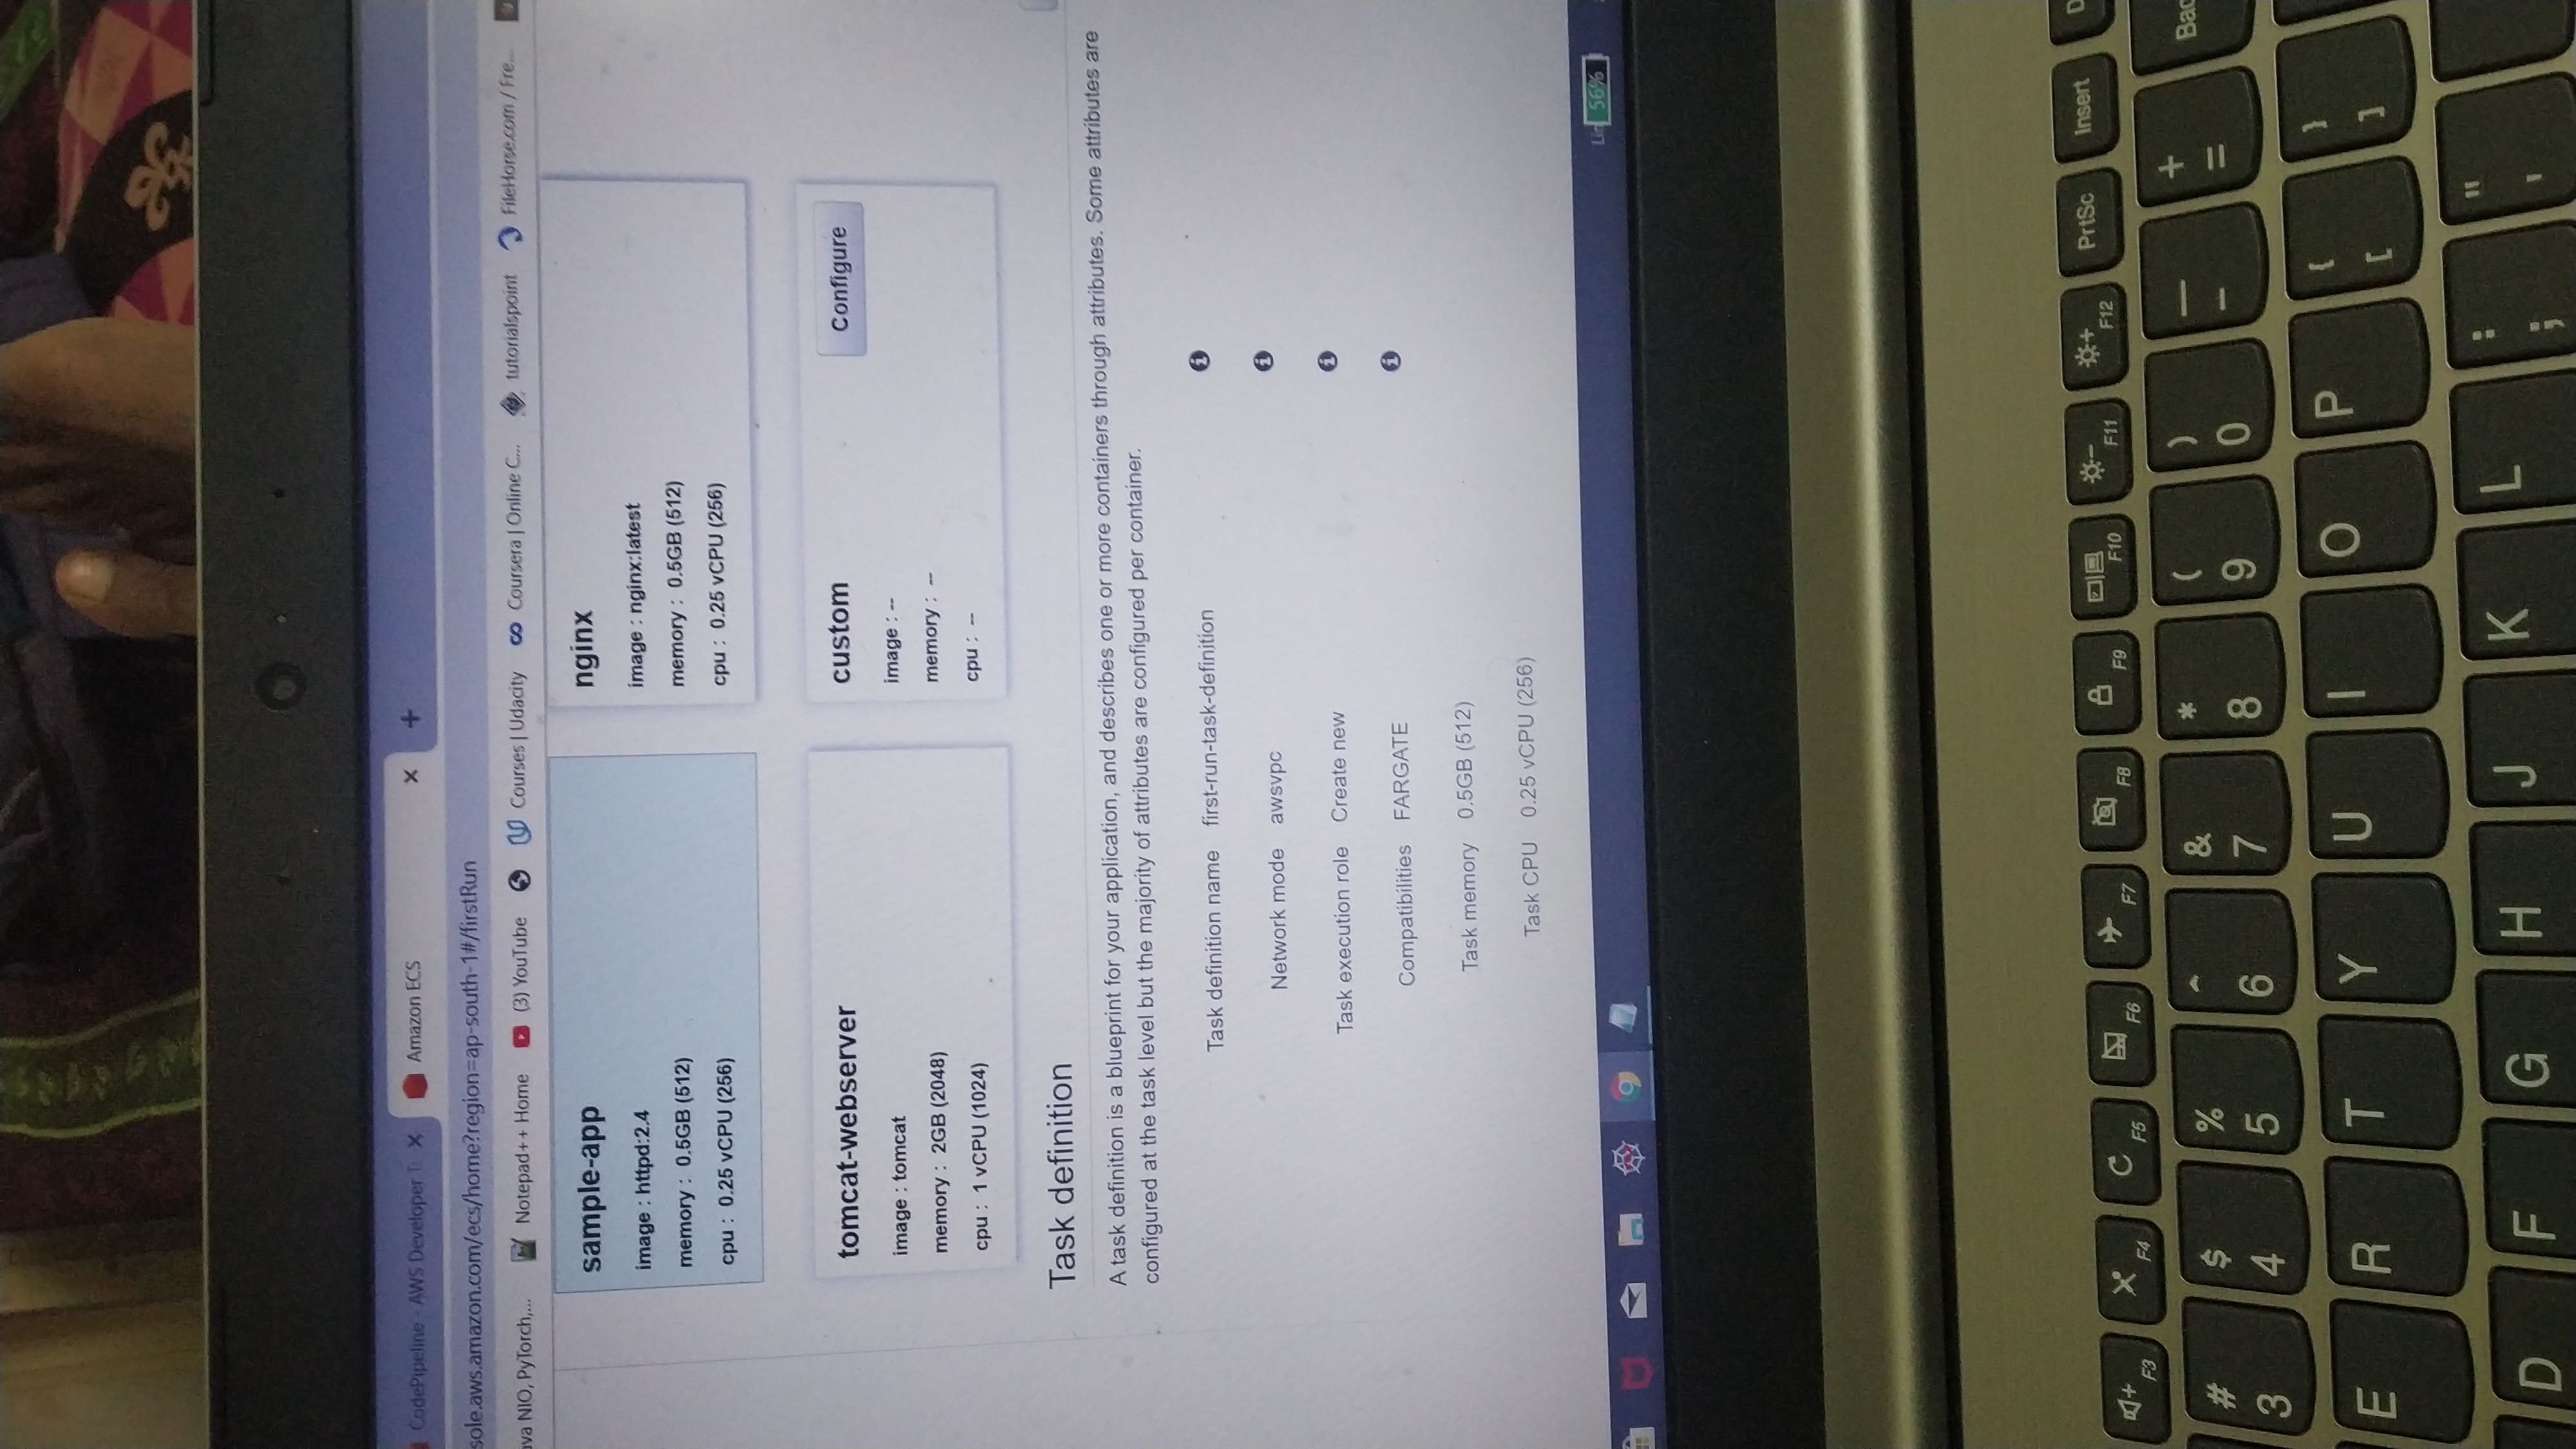 CodePipeline - AWS Developer T
Amazon ECS
sole.aws.amazon.com/ecs/home?region=ap-south-1#/firstRun
ava NIO, PyTorch,...
Notepad++ Home
(3) YouTube
Courses | Udacity
Coursera | Online C...
tutorialspoint
FileHorse.com / Fre...
sample-app
image : httpd:2.4
memory : 0.5GB (512)
cpu : 0.25 vCPU (256)
nginx
image : nginx:latest
memory : 0.5GB (512)
cpu : 0.25 vCPU (256)
tomcat-webserver
image : tomcat
memory : 2GB (2048)
cpu : 1 vCPU (1024)
custom
Configure
image : --
memory : --
cpu : --
Task definition
A task definition is a blueprint for your application, and describes one or more containers through attributes. Some attributes are
configured at the task level but the majority of attributes are configured per container.
Task definition name first-run-task-definition
Network mode awsvpc
Task execution role Create new
Compatibilities FARGATE
Task memory 0.5GB (512)
Task CPU 0.25 vCPU (256)
56%
F3 F4 F5 F6 F7 F8 F9 F10 F11 F12 PrtSc Insert D
# $ % ^ & * ( ) — +
3 4 5 6 7 8 9 0 - = Bac
E R T Y U I O P { }
[ ]
D F G H J K L : "
; '